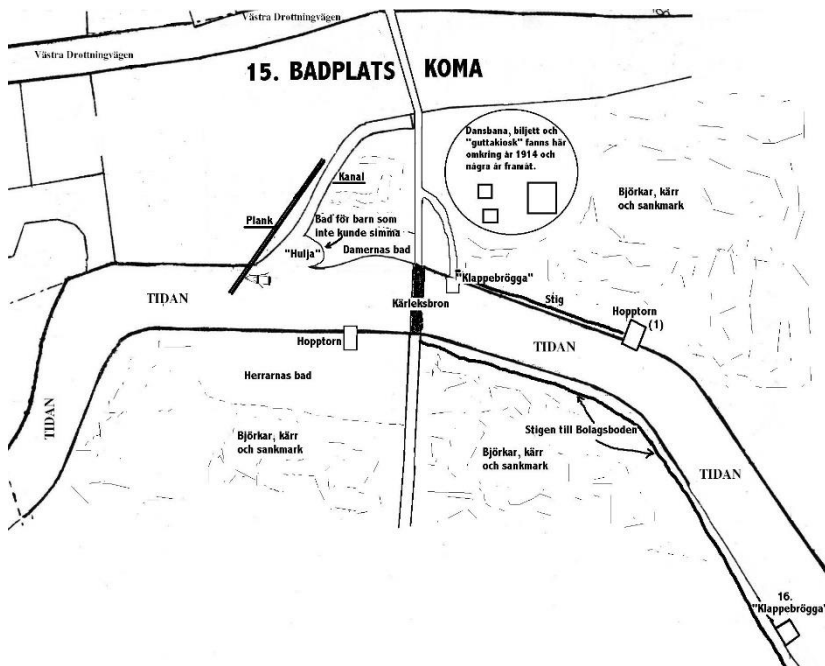 Västra Drottningvägen
Västra Drottningvägen
15. BADPLATS KOMA
Dansbana, biljett och
"guttakiosk" fanns här
omkring år 1914 och
några år framåt.
Björkar, kärr
och sankmark
Kanal
Plank
Bad för barn som
inte kunde simma
"Hulja"
Damernas bad
"Klappebrögga"
Stig
Hopptorn
(1)
TIDAN
Kärleksbron
Hopptorn
TIDAN
Herrarnas bad
TIDAN
Stigen till Bolagsboden
Björkar, kärr
och sankmark
Björkar, kärr
och sankmark
TIDAN
16.
"Klappebrögga"